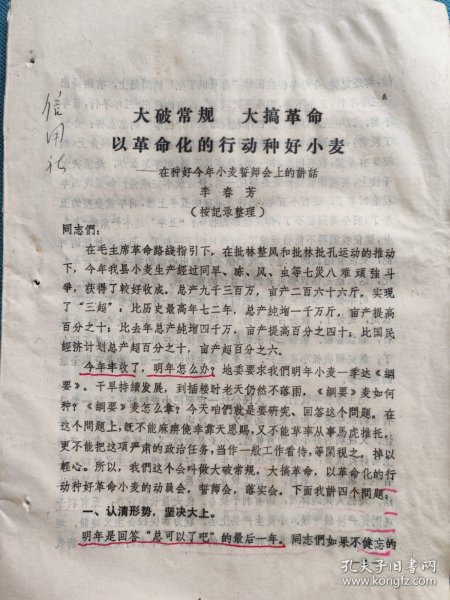 信用社
大破常规　大搞革命
以革命化的行动种好小麦
——在种好今年小麦誓师会上的讲話
李春芳
（按記录整理）
同志們：
在毛主席革命路綫指引下，在批林整风和批林批孔运动的推动
下，今年我县小麦生产經过同旱、冻、风、虫等七灾八难頑強斗
争，获得了較好收成。总产九千三百万，亩产二百六十六斤，实現
了“三超”：比历史最高年七二年，总产純增一千万斤，亩产提高
百分之十；比去年总产純增四千万，亩产提高百分之四十；比国民
經济计划总产超百分之十，亩产超百分之六。
今年丰收了，明年怎么办？地委要求我們明年小麦一季达《綱
要》。干旱持續发展，到插楼时老天仍然不落雨，《綱要》麦如何
种？《綱要》麦怎么拿？今天咱們就是要研究、回答这个問題。在
这个問題上，既不能麻痹僥幸靠天恩賜，又不能草率从事馬虎推托，
更不能把这項严肃的政治任务，当作一般工作看待，等閑視之，掉以
輕心。所以，我們这个会叫做大破常規，大搞革命，以革命化的行
动种好革命小麦的动員会，誓師会，落实会。下面我計四个問題：
一、认清形势，坚决大上。
明年是回答“总可以了吧”的最后一年。同志們如果不健忘的
孔夫子旧书网